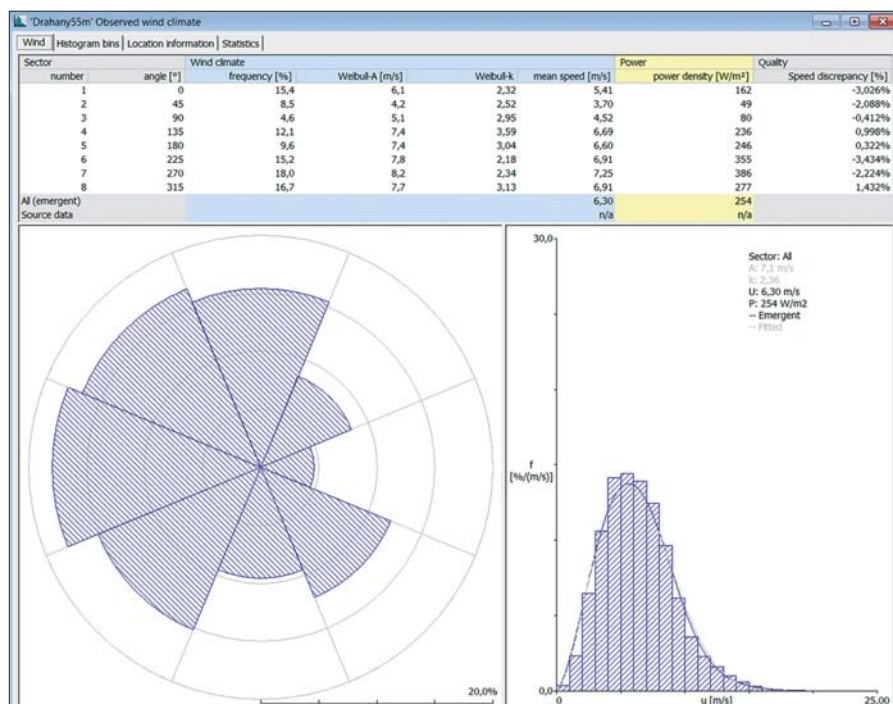 'Drahany55m' Observed wind climate
Wind Histogram bins Location information Statistics
Sector Wind climate Power Quality
number angle [°] frequency [%] Weibul-A [m/s] Weibul-k mean speed [m/s] power density [W/m²] Speed discrepancy [%]
1 0 15,4 6,1 2,32 5,41 162 -3,026%
2 45 8,5 4,2 2,52 3,70 49 -2,088%
3 90 4,6 5,1 2,95 4,52 80 -0,412%
4 135 12,1 7,4 3,59 6,69 236 0,998%
5 180 9,6 7,4 3,04 6,60 246 0,322%
6 225 15,2 7,8 2,18 6,91 355 -3,434%
7 270 18,0 8,2 2,34 7,25 386 -2,224%
8 315 16,7 7,7 3,13 6,91 277 1,432%
All (emergent) 6,30 254
Source data n/a n/a
20,0%
30,0
Sector: All
A: 7,1 m/s
k: 2,36
U: 6,30 m/s
P: 254 W/m2
-- Emergent
-- Fitted
f
[%/(m/s)]
0,0
0 u [m/s] 25,00